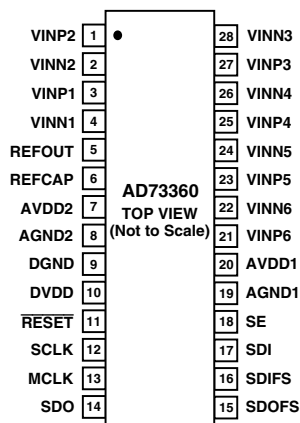 VINP2 1 28 VINN3
VINN2 2 27 VINP3
VINP1 3 26 VINN4
VINN1 4 25 VINP4
REFOUT 5 24 VINN5
REFCAP 6 23 VINP5
AVDD2 7 22 VINN6
AGND2 8 21 VINP6
DGND 9 20 AVDD1
DVDD 10 19 AGND1
RESET 11 18 SE
SCLK 12 17 SDI
MCLK 13 16 SDIFS
SDO 14 15 SDOFS
AD73360
TOP VIEW
(Not to Scale)